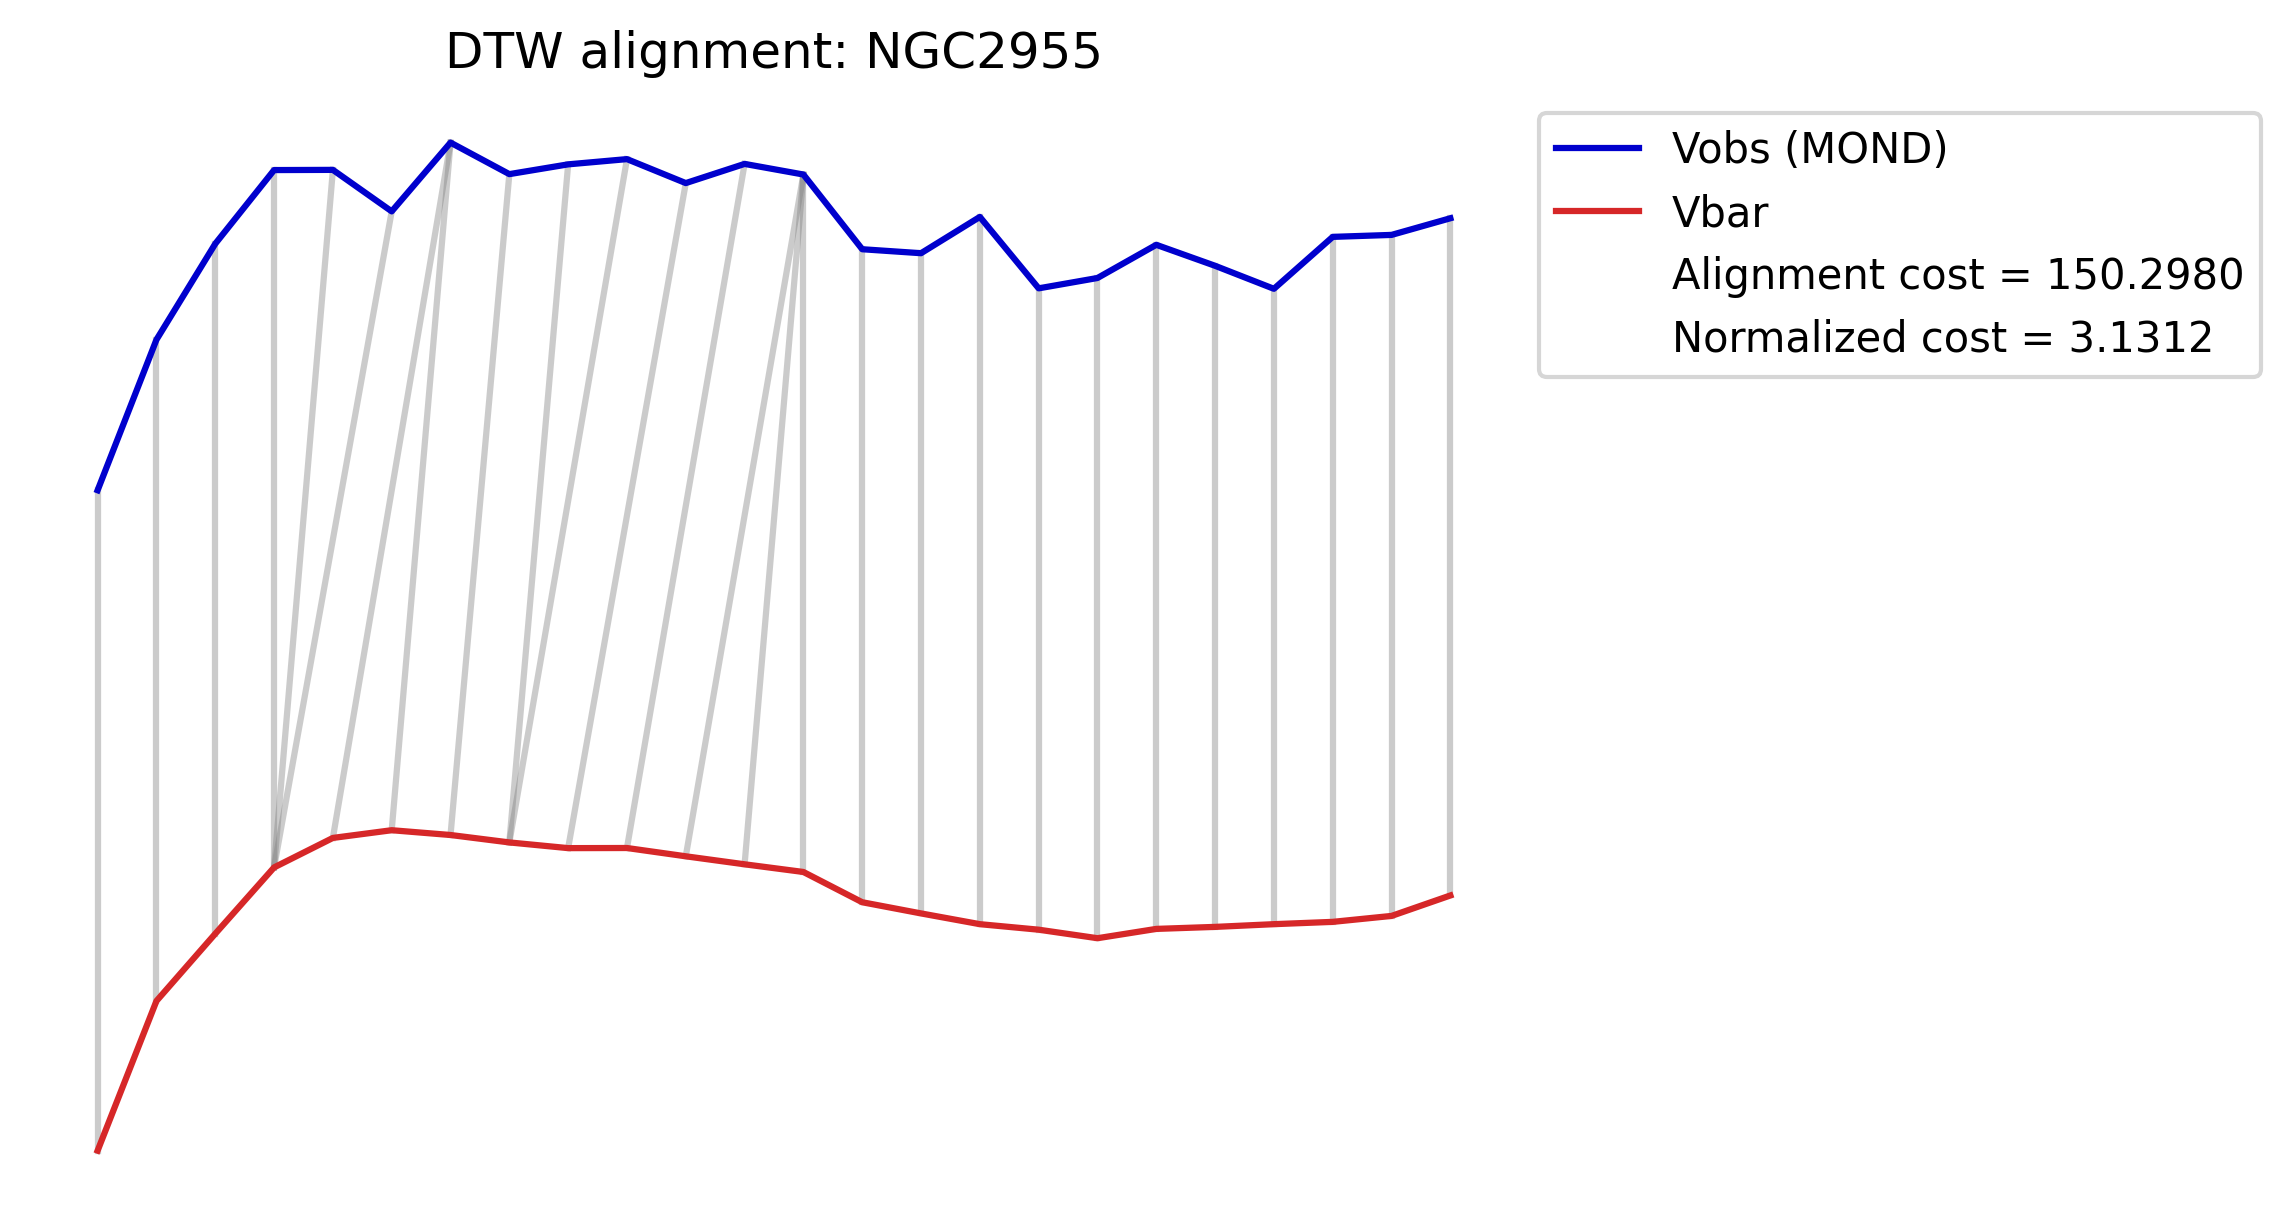 DTW alignment: NGC2955
Vobs (MOND)
Vbar
Alignment cost = 150.2980
Normalized cost = 3.1312